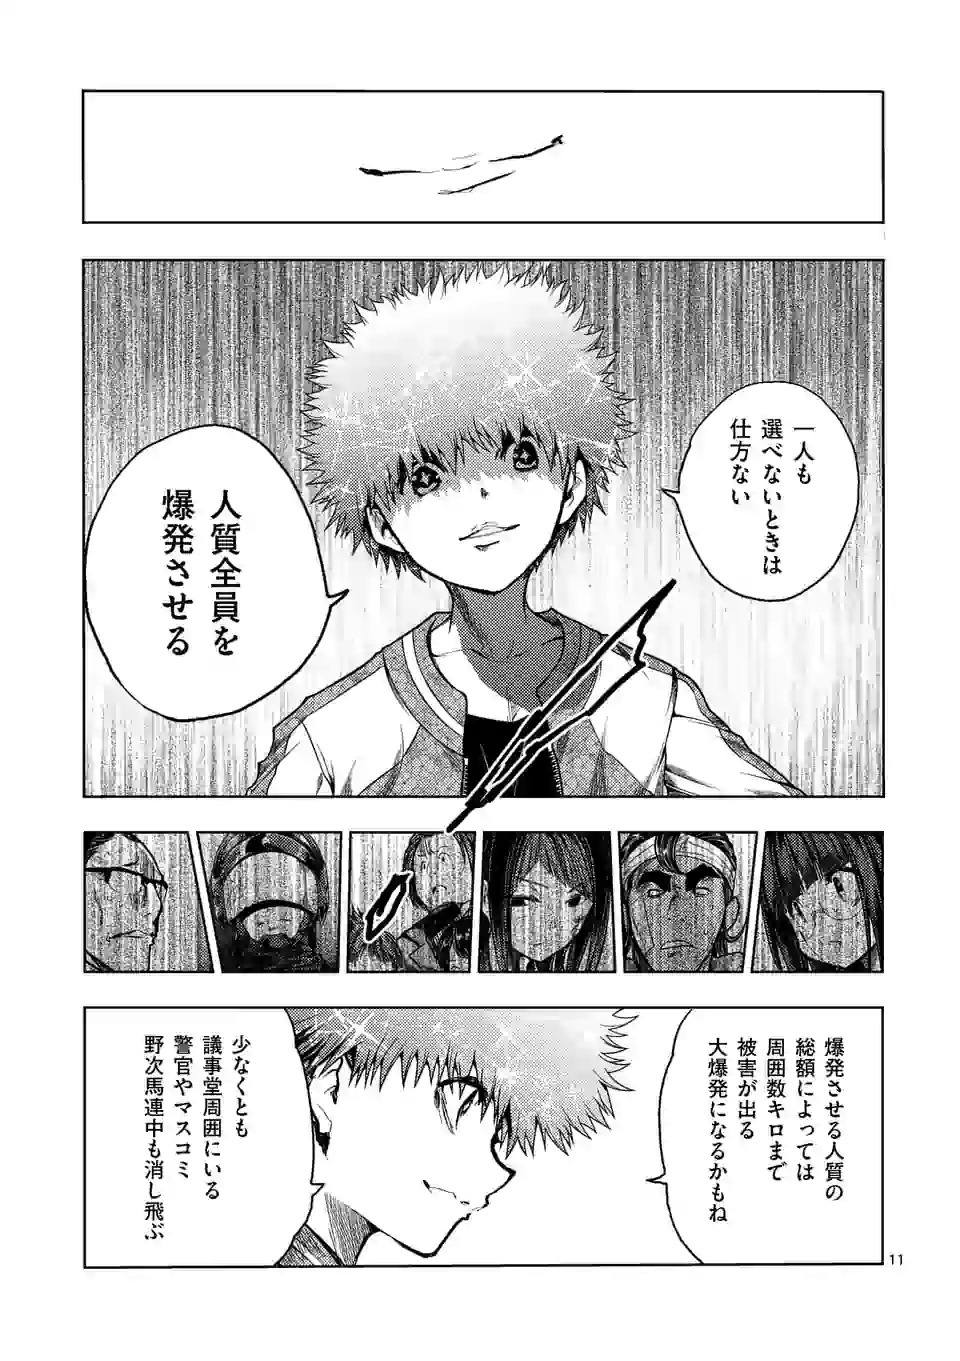 一人も
選べないときは
仕方ない
人質全員を
爆発させる
爆発させる人質の
総額によっては
周囲数キロまで
被害が出る
大爆発になるかもね
少なくとも
議事堂周囲にいる
警官やマスコミ
野次馬連中も消し飛ぶ
11